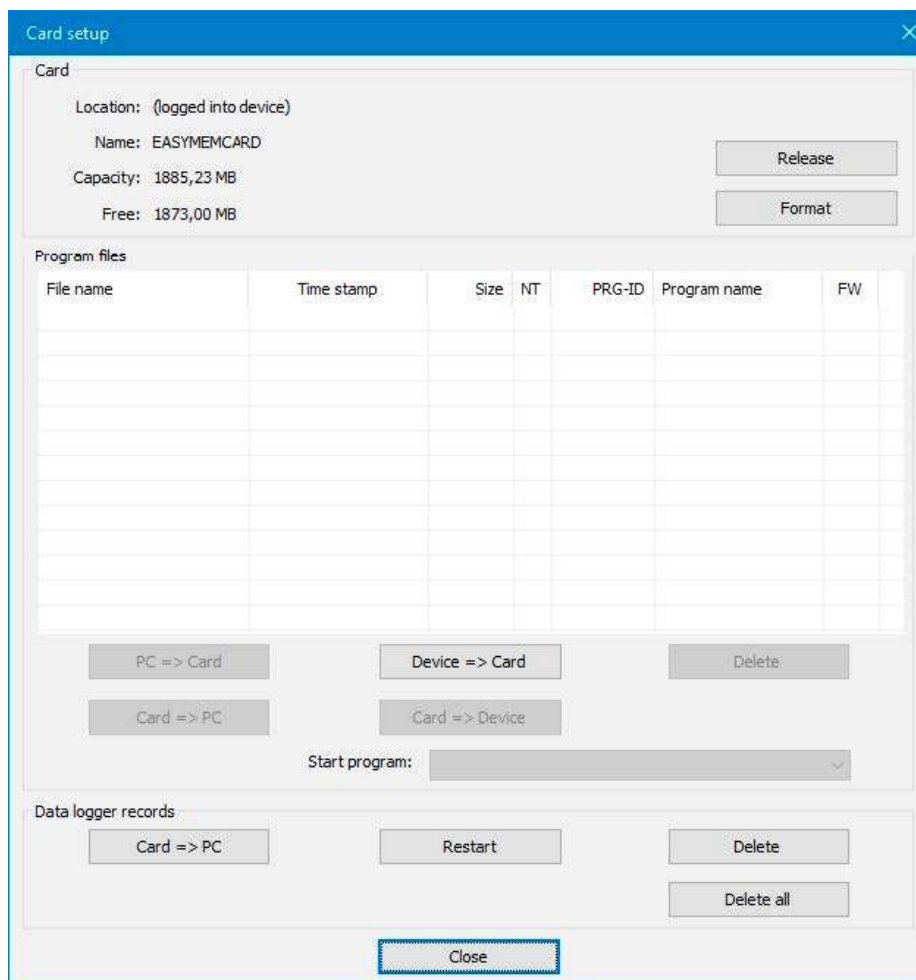 Card setup
Card
Location: (logged into device)
Name: EASYMEMCARD
Release
Capacity: 1885,23 MB
Format
Free: 1873,00 MB
Program files
File name Time stamp Size NT PRG-ID Program name FW
PC => Card Device => Card Delete
Card => PC Card => Device
Start program:
Data logger records
Card => PC Restart Delete
Delete all
Close